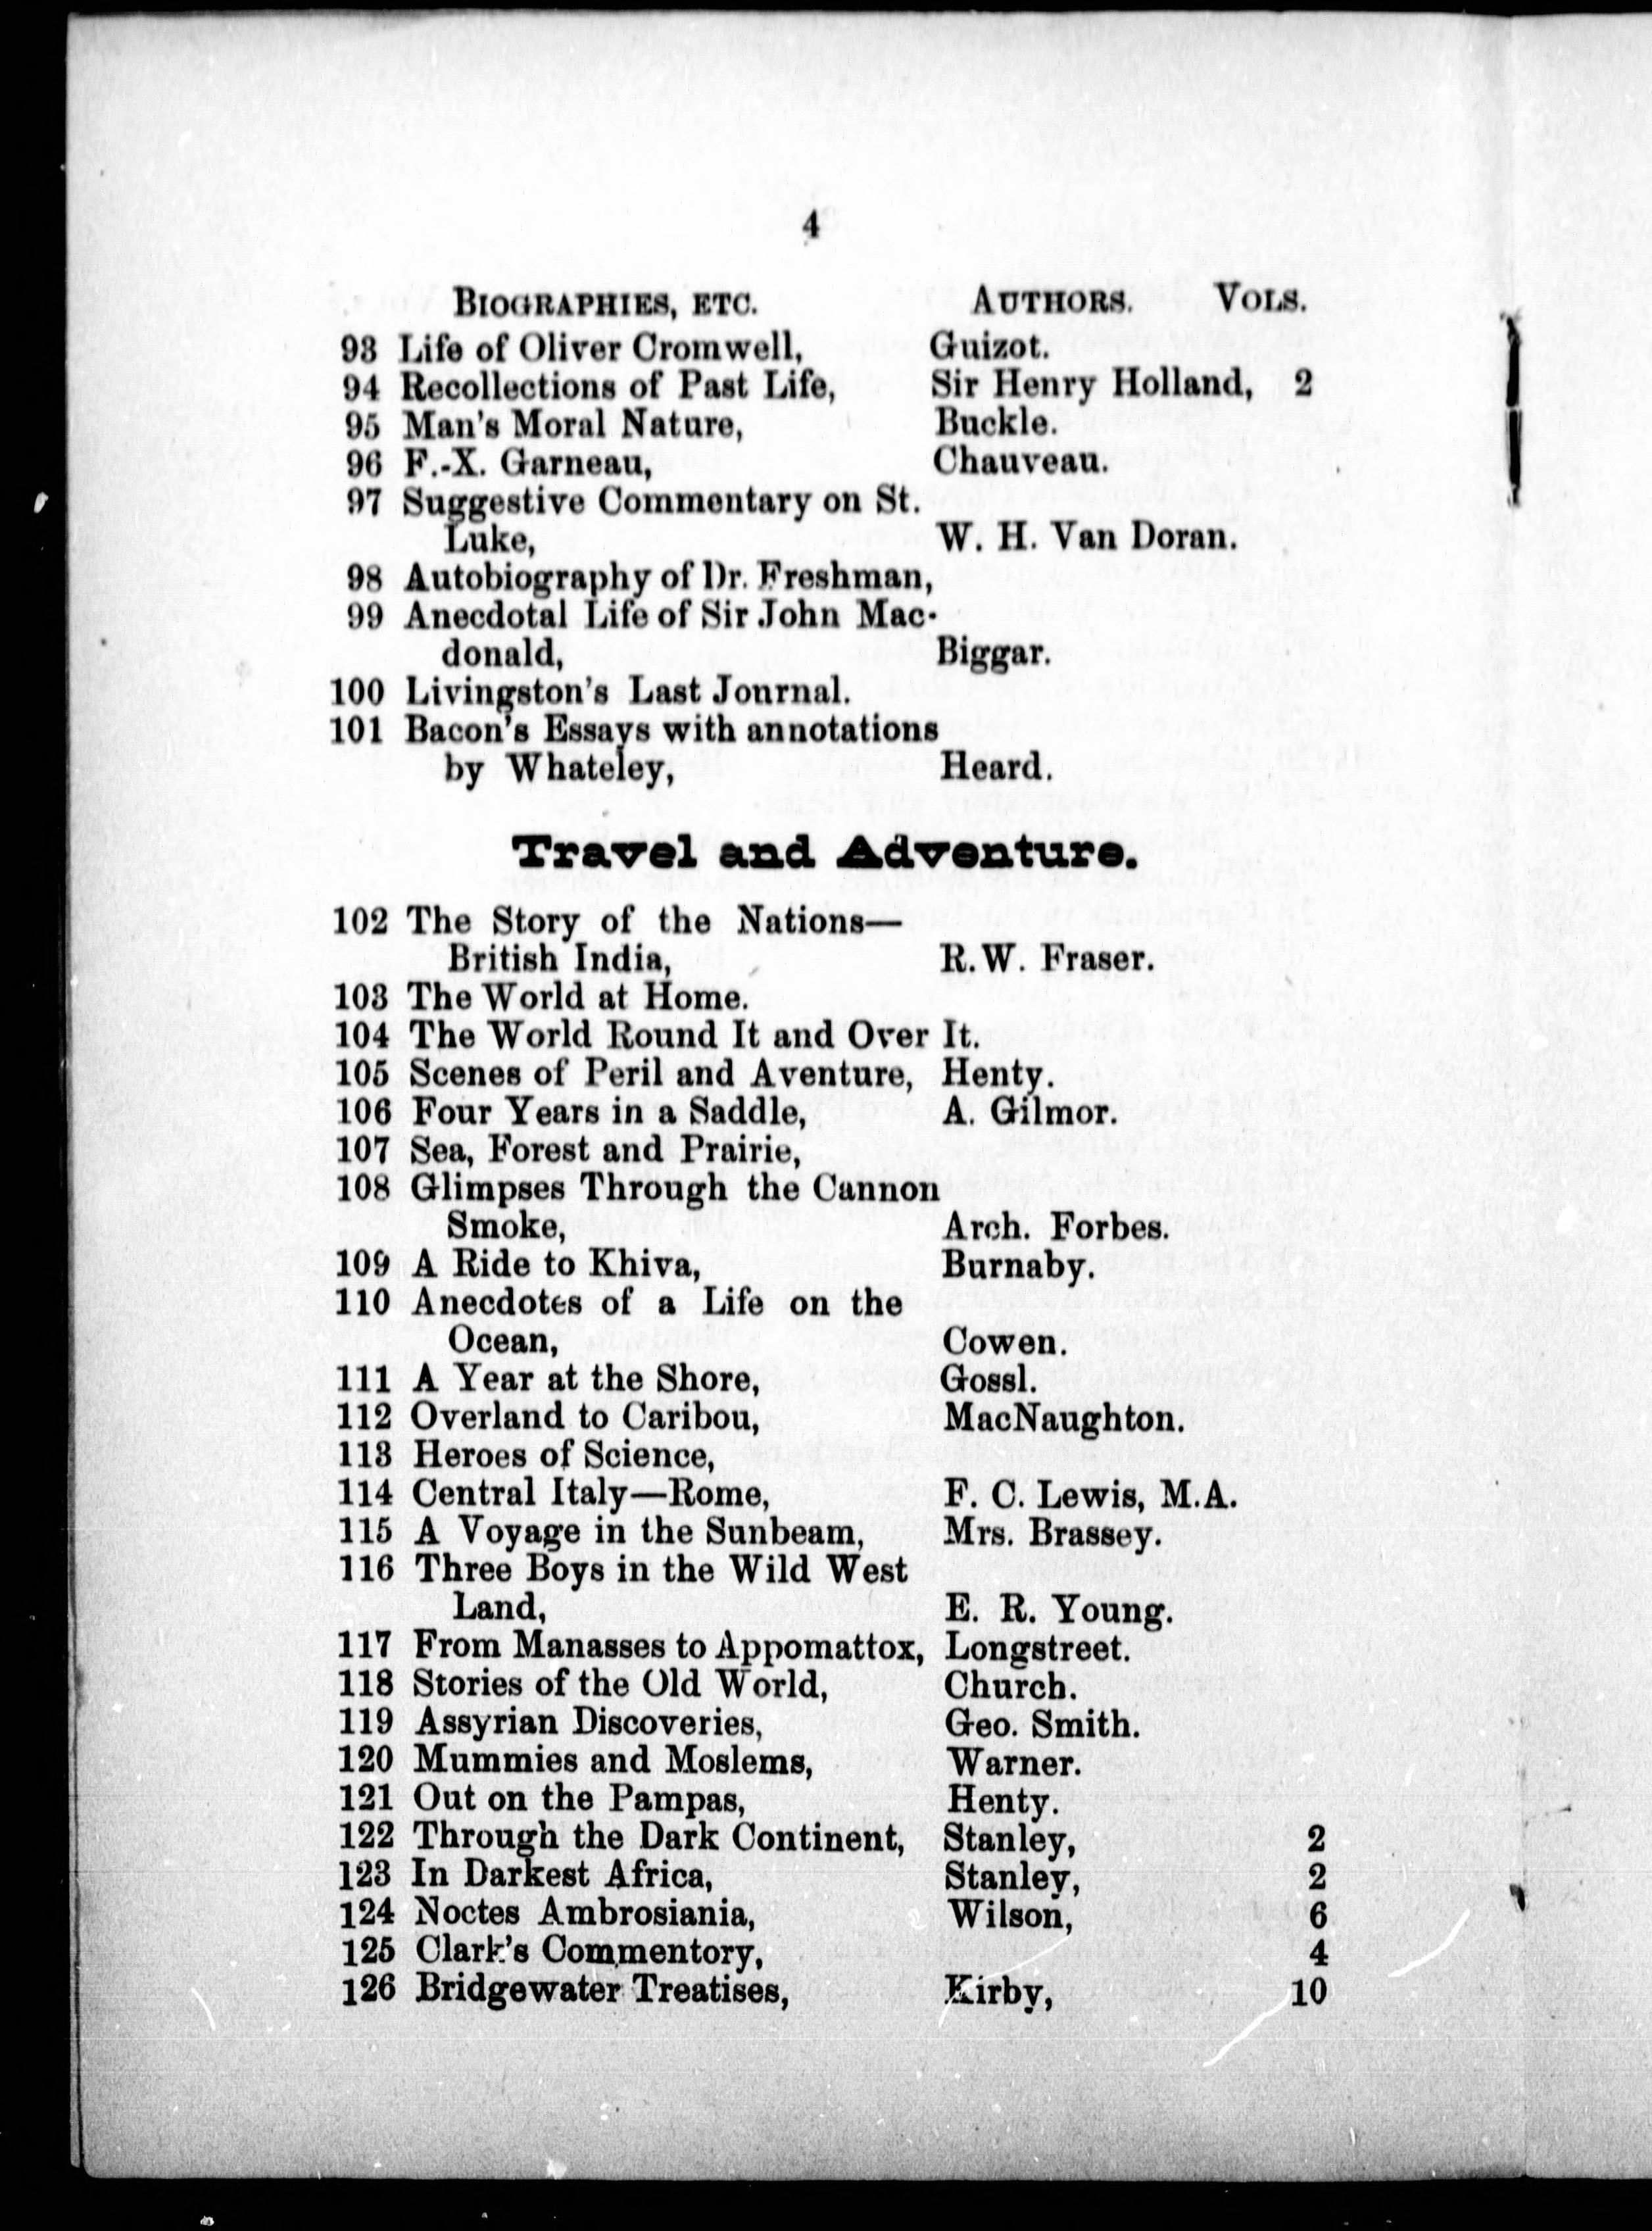 4
BIOGRAPHIES, ETC. AUTHORS. VOLS.
93 Life of Oliver Cromwell, Guizot.
94 Recollections of Past Life, Sir Henry Holland, 2
95 Man's Moral Nature, Buckle.
96 F.-X. Garneau, Chauveau.
97 Suggestive Commentary on St.
Luke, W. H. Van Doran.
98 Autobiography of Dr. Freshman,
99 Anecdotal Life of Sir John Mac-
donald, Biggar.
100 Livingston's Last Journal.
101 Bacon's Essays with annotations
by Whateley, Heard.
Travel and Adventure.
102 The Story of the Nations—
British India, R. W. Fraser.
103 The World at Home.
104 The World Round It and Over It.
105 Scenes of Peril and Aventure, Henty.
106 Four Years in a Saddle, A. Gilmor.
107 Sea, Forest and Prairie,
108 Glimpses Through the Cannon
Smoke, Arch. Forbes.
109 A Ride to Khiva, Burnaby.
110 Anecdotes of a Life on the
Ocean, Cowen.
111 A Year at the Shore, Gossl.
112 Overland to Caribou, MacNaughton.
113 Heroes of Science,
114 Central Italy—Rome, F. C. Lewis, M.A.
115 A Voyage in the Sunbeam, Mrs. Brassey.
116 Three Boys in the Wild West
Land, E. R. Young.
117 From Manasses to Appomattox, Longstreet.
118 Stories of the Old World, Church.
119 Assyrian Discoveries, Geo. Smith.
120 Mummies and Moslems, Warner.
121 Out on the Pampas, Henty.
122 Through the Dark Continent, Stanley, 2
123 In Darkest Africa, Stanley, 2
124 Noctes Ambrosiania, Wilson, 6
125 Clark's Commentory, 4
126 Bridgewater Treatises, Kirby, 10